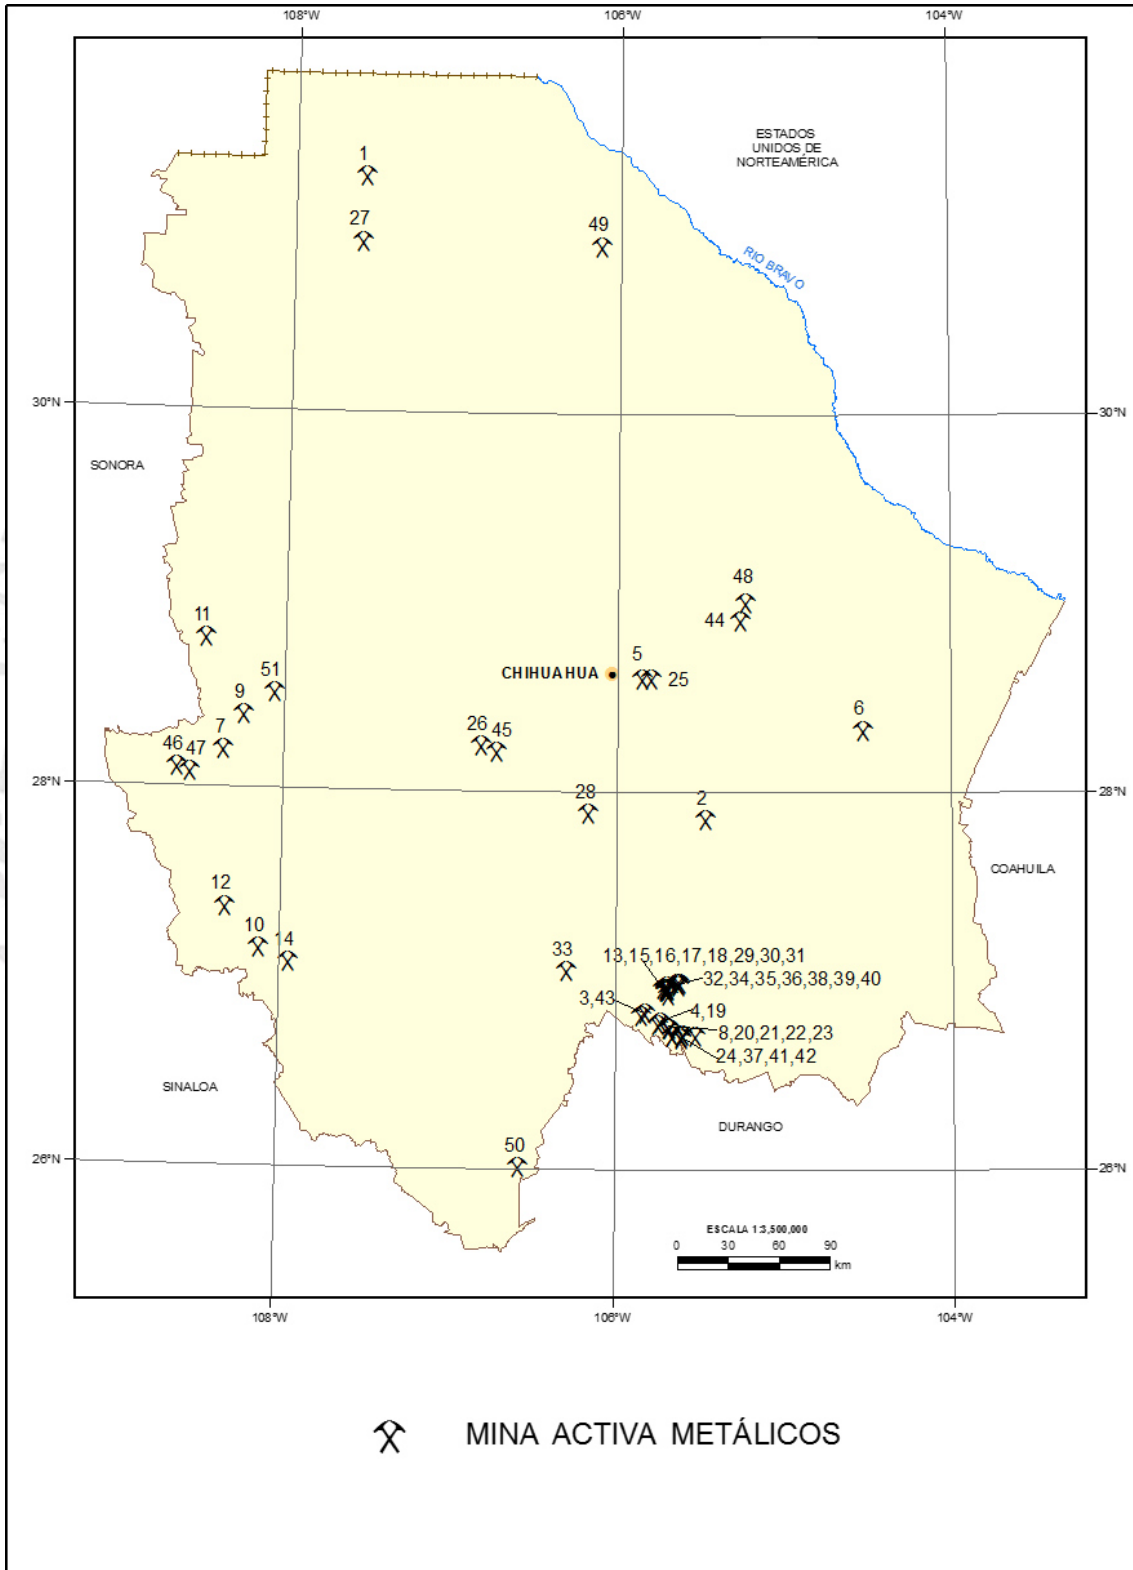 108°W 106°W 104°W
ESTADOS
UNIDOS DE
NORTEAMÉRICA
1
27
49
RIO BRAVO
30°N 30°N
SONORA
48
44
11
5
CHIHUAHUA
25
51
9
7
46 47
26 45
6
28°N 28°N
28
2
COAHUILA
12
10
14
33
13,15,16,17,18,29,30,31
32,34,35,36,38,39,40
3,43
4,19
8,20,21,22,23
24,37,41,42
SINALOA
DURANGO
50
26°N 26°N
ESCALA 1:3,500,000
0 30 60 90
km
108°W 106°W 104°W
MINA ACTIVA METÁLICOS